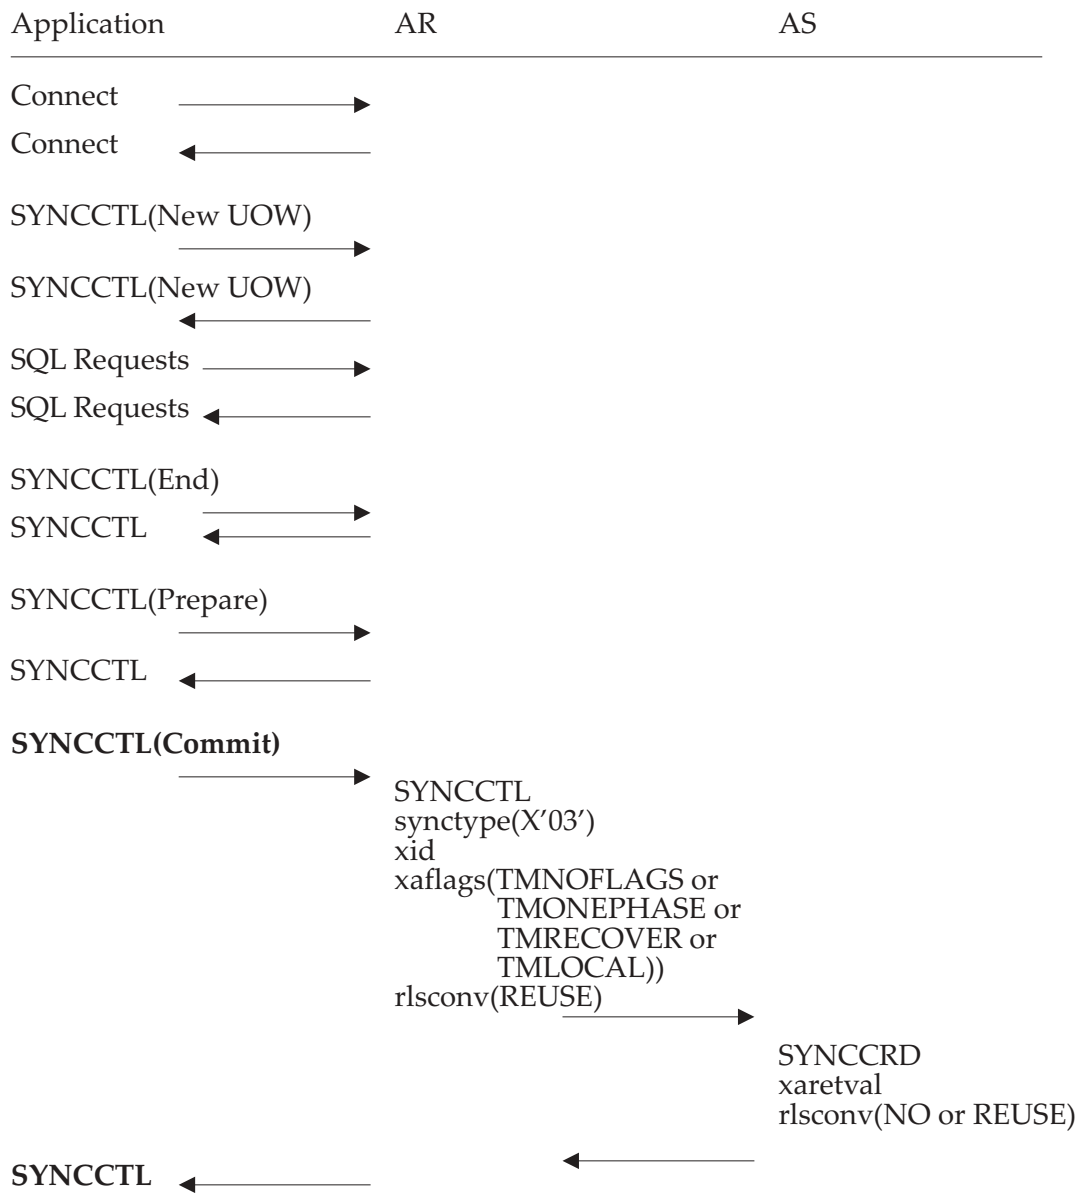 Application AR AS
Connect
Connect
SYNCCTL(New UOW)
SYNCCTL(New UOW)
SQL Requests
SQL Requests
SYNCCTL(End)
SYNCCTL
SYNCCTL(Prepare)
SYNCCTL
SYNCCTL(Commit)
SYNCCTL
synctype(X'03')
xid
xaflags(TMNOFLAGS or
TMONEPHASE or
TMRECOVER or
TMLOCAL))
rlsconv(REUSE)
SYNCCRD
xaretval
rlsconv(NO or REUSE)
SYNCCTL